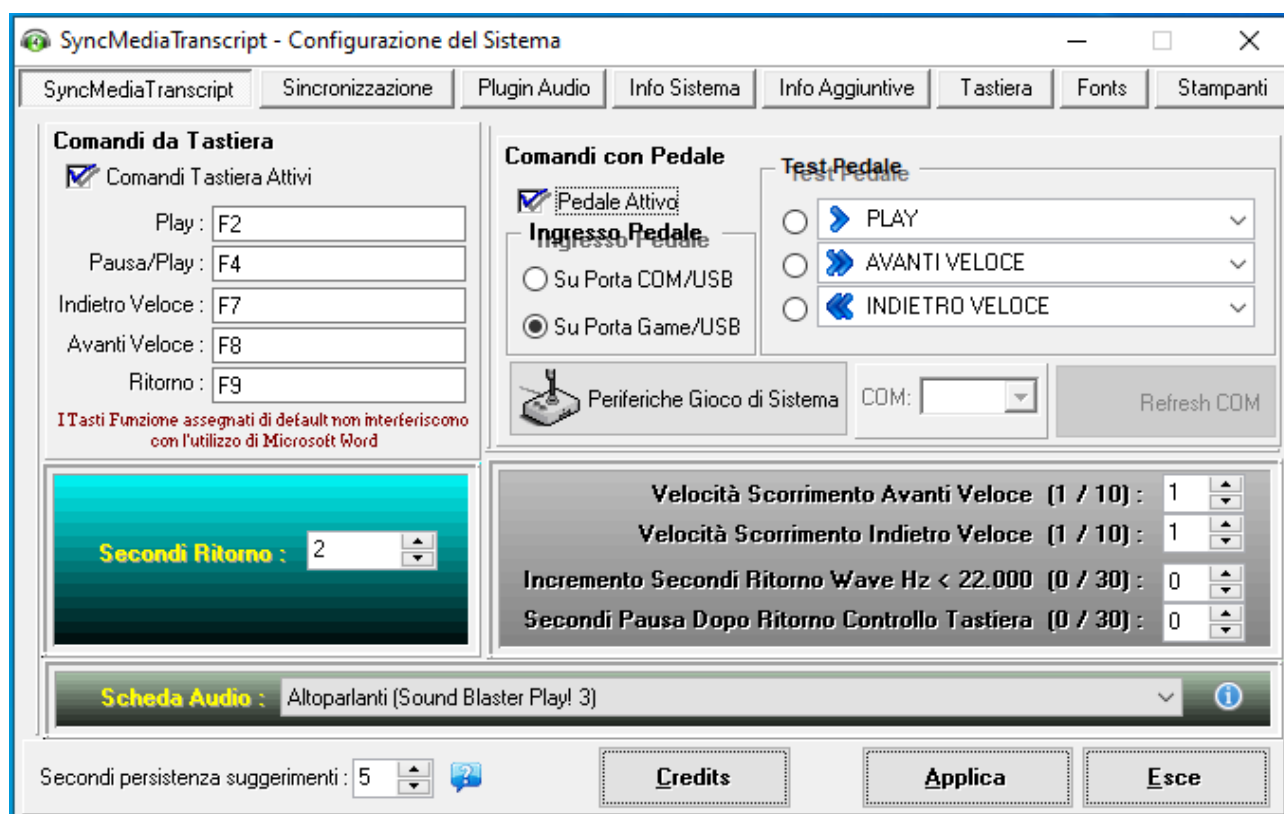 SyncMediaTranscript - Configurazione del Sistema
SyncMediaTranscript Sincronizzazione Plugin Audio Info Sistema Info Aggiuntive Tastiera Fonts Stampanti
Comandi da Tastiera
Comandi Tastiera Attivi
Play : F2
Pausa/Play : F4
Indietro Veloce : F7
Avanti Veloce : F8
Ritorno : F9
I Tasti Funzione assegnati di default non interferiscono
con l'utilizzo di Microsoft Word
Comandi con Pedale
Pedale Attivo
Ingresso Pedale
Su Porta COM/USB
Su Porta Game/USB
Test Pedale
PLAY
AVANTI VELOCE
INDIETRO VELOCE
Periferiche Gioco di Sistema
COM:
Refresh COM
Secondi Ritorno : 2
Velocità Scorrimento Avanti Veloce (1 / 10) : 1
Velocità Scorrimento Indietro Veloce (1 / 10) : 1
Incremento Secondi Ritorno Wave Hz < 22.000 (0 / 30) : 0
Secondi Pausa Dopo Ritorno Controllo Tastiera (0 / 30) : 0
Scheda Audio : Altoparlanti (Sound Blaster Play! 3)
Secondi persistenza suggerimenti : 5
Credits
Applica
Esce